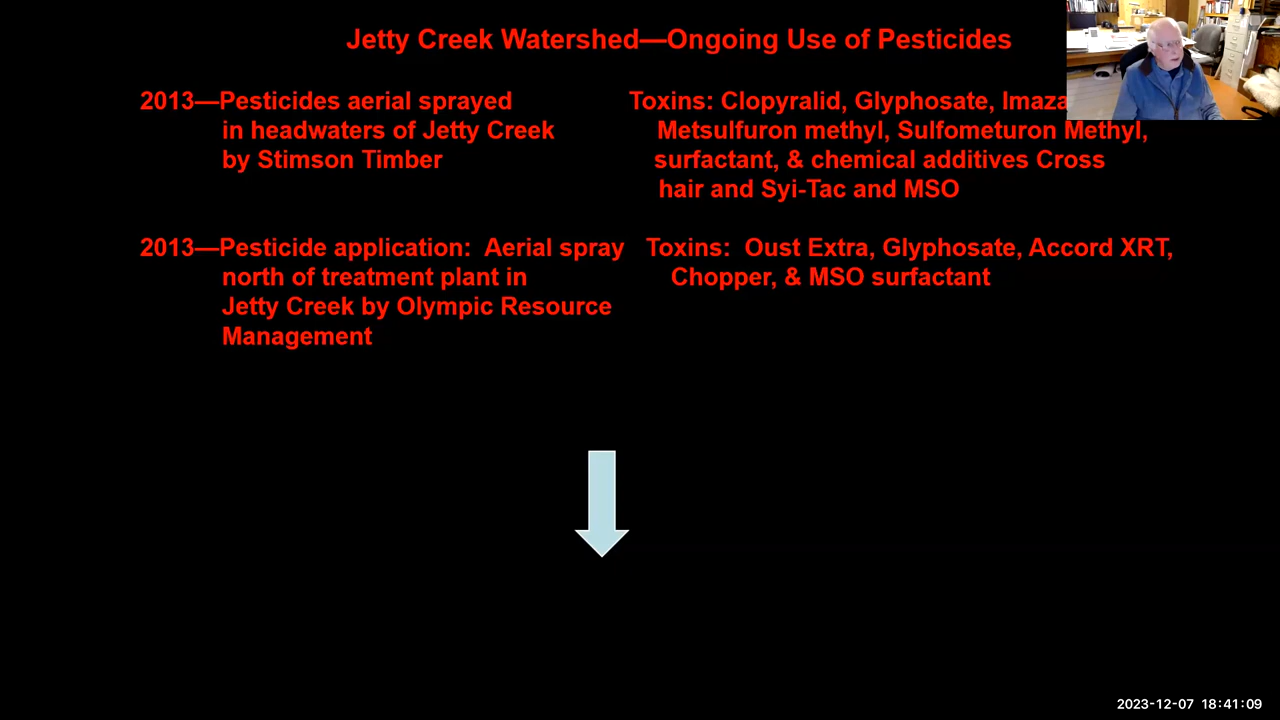 Jetty Creek Watershed—Ongoing Use of Pesticides
2013—Pesticides aerial sprayed
in headwaters of Jetty Creek
by Stimson Timber
Toxins: Clopyralid, Glyphosate,
Metsulfuron methyl, Sulfometuron Methyl,
surfactant, & chemical additives Cross
hair and Syi-Tac and MSO
2013—Pesticide application: Aerial spray
north of treatment plant in
Jetty Creek by Olympic Resource
Management
Toxins: Oust Extra, Glyphosate, Accord XRT,
Chopper, & MSO surfactant
2023-12-07 18:41:09